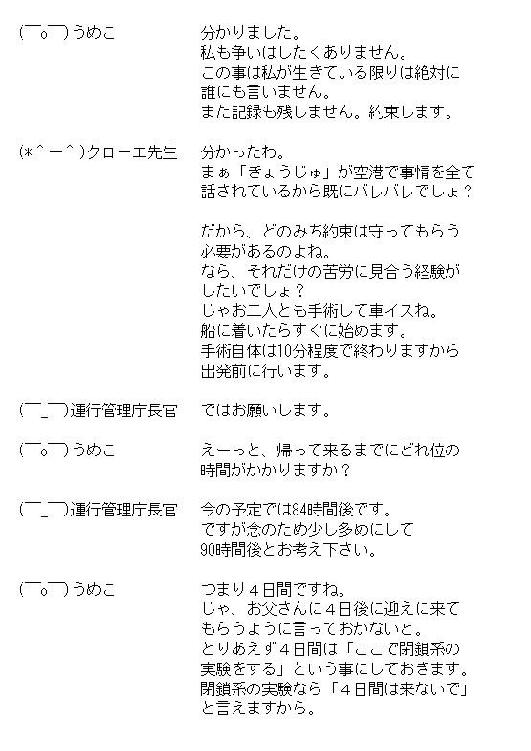 (￣o￣)うめこ　分かりました。
私も争いはしたくありません。
この事は私が生きている限りは絶対に
誰にも言いません。
また記録も残しません。約束します。
(*＾－＾)クローエ先生　分かったわ。
まぁ「ぎょうじゅ」が空港で事情を全て
話されているから既にバレバレでしょ？
だから、どのみち約束は守ってもらう
必要があるのよね。
なら、それだけの苦労に見合う経験が
したいでしょ？
じゃお二人とも手術して車イスね。
船に着いたらすぐに始めます。
手術自体は10分程度で終わりますから
出発前に行います。
(￣_￣)運行管理庁長官　ではお願いします。
(￣o￣)うめこ　えーっと、帰って来るまでにどれ位の
時間がかかりますか？
(￣_￣)運行管理庁長官　今の予定では84時間後です。
ですが念のため少し多めにして
90時間後とお考え下さい。
(￣o￣)うめこ　つまり４日間ですね。
じゃ、お父さんに４日後に迎えに来て
もらうように言っておかないと。
とりあえず４日間は「ここで閉鎖系の
実験をする」という事にしておきます。
閉鎖系の実験なら「４日間は来ないで」
と言えますから。